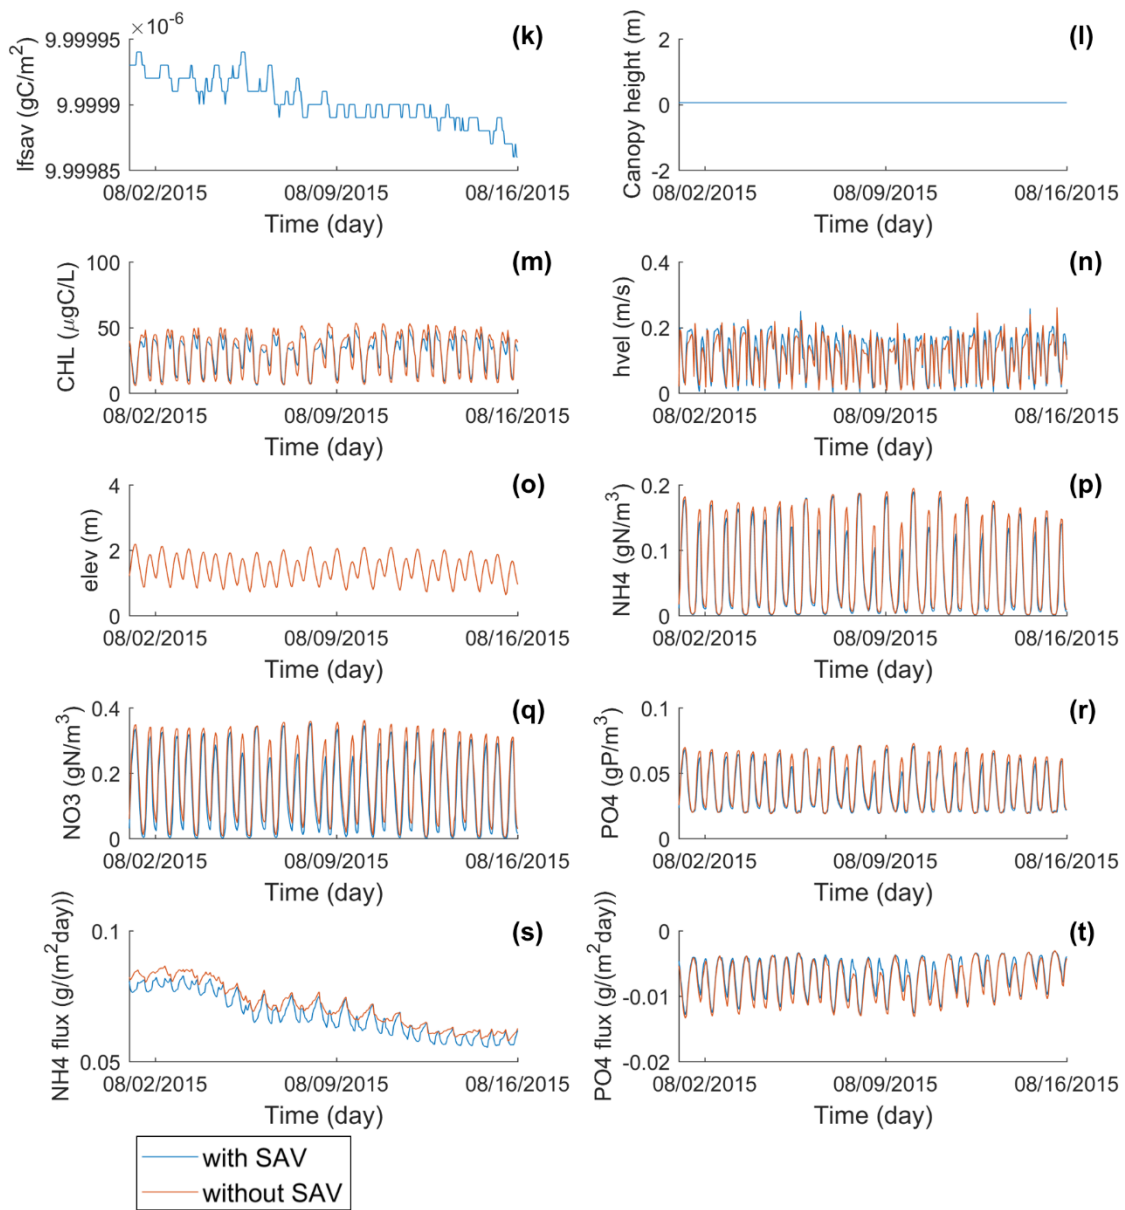 ×10⁻⁶
(k)
9.99995
9.9999
9.99985
lfsav (gC/m²)
08/02/2015 08/09/2015 08/16/2015
Time (day)
(l)
2
0
-2
Canopy height (m)
08/02/2015 08/09/2015 08/16/2015
Time (day)
(m)
100
50
0
CHL (μgC/L)
08/02/2015 08/09/2015 08/16/2015
Time (day)
(n)
0.4
0.2
0
hvel (m/s)
08/02/2015 08/09/2015 08/16/2015
Time (day)
(o)
4
2
0
elev (m)
08/02/2015 08/09/2015 08/16/2015
Time (day)
(p)
0.2
0.1
0
NH4 (gN/m³)
08/02/2015 08/09/2015 08/16/2015
Time (day)
(q)
0.4
0.2
0
NO3 (gN/m³)
08/02/2015 08/09/2015 08/16/2015
Time (day)
(r)
0.1
0.05
0
PO4 (gP/m³)
08/02/2015 08/09/2015 08/16/2015
Time (day)
(s)
0.1
0.05
NH4 flux (g/(m²day))
08/02/2015 08/09/2015 08/16/2015
Time (day)
(t)
0
-0.01
-0.02
PO4 flux (g/(m²day))
08/02/2015 08/09/2015 08/16/2015
Time (day)
with SAV
without SAV